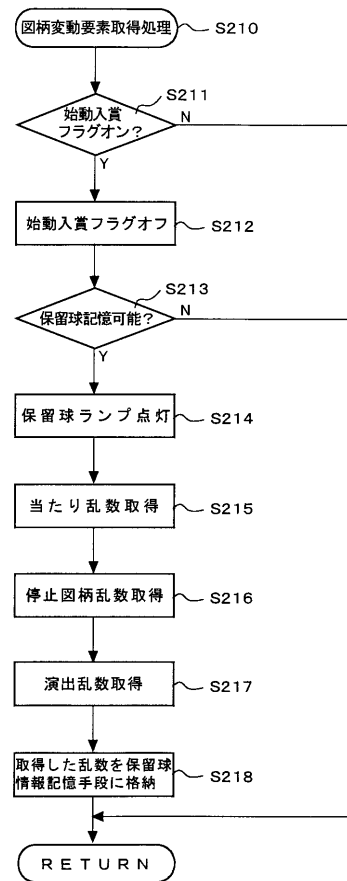 図柄変動要素取得処理 S210
S211
始動入賞
フラグオン?
N
Y
始動入賞フラグオフ S212
S213
保留球記憶可能?
N
Y
保留球ランプ点灯 S214
当たり乱数取得 S215
停止図柄乱数取得 S216
演出乱数取得 S217
取得した乱数を保留球
情報記憶手段に格納 S218
RETURN